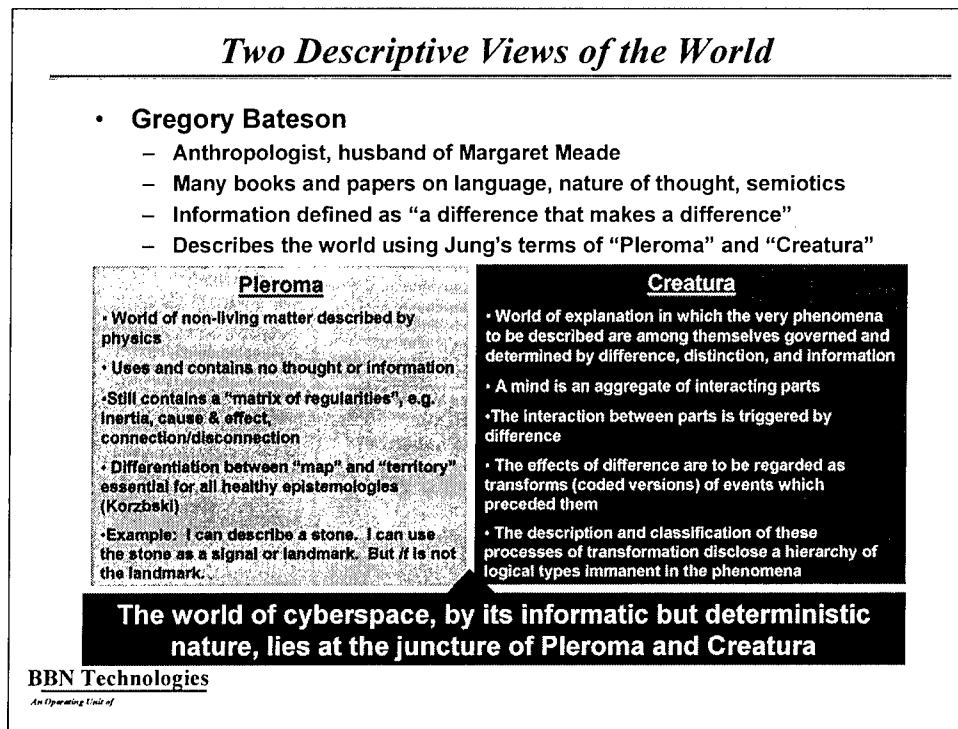 Two Descriptive Views of the World
• Gregory Bateson
– Anthropologist, husband of Margaret Meade
– Many books and papers on language, nature of thought, semiotics
– Information defined as “a difference that makes a difference”
– Describes the world using Jung’s terms of “Pleroma” and “Creatura”
Pleroma
• World of non-living matter described by
physics
• Uses and contains no thought or information
•Still contains a “matrix of regularities”, e.g.
inertia, cause & effect,
connection/disconnection
• Differentiation between “map” and “territory”
essential for all healthy epistemologies
(Korzbski)
•Example: I can describe a stone. I can use
the stone as a signal or landmark. But it is not
the landmark.
Creatura
• World of explanation in which the very phenomena
to be described are among themselves governed and
determined by difference, distinction, and information
• A mind is an aggregate of interacting parts
•The interaction between parts is triggered by
difference
• The effects of difference are to be regarded as
transforms (coded versions) of events which
preceded them
• The description and classification of these
processes of transformation disclose a hierarchy of
logical types immanent in the phenomena
The world of cyberspace, by its informatic but deterministic
nature, lies at the juncture of Pleroma and Creatura
BBN Technologies
An Operating Unit of